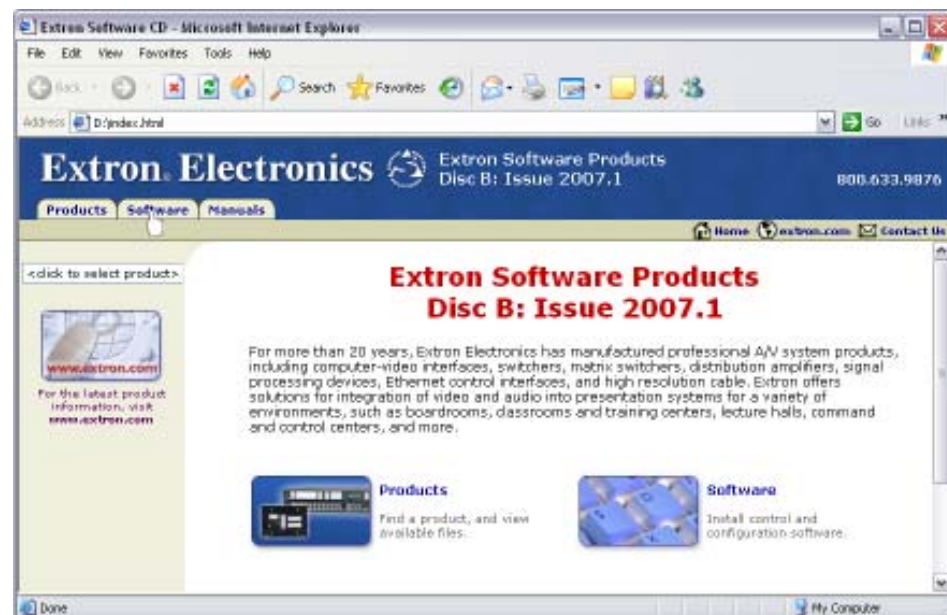 Extron Software CD - Microsoft Internet Explorer
File Edit View Favorites Tools Help
Back Search Favorites
Address D:\index.html Go Links »
Extron. Electronics Extron Software Products
Disc B: Issue 2007.1
800.633.9876
Products Software Manuals
Home extron.com Contact Us
<click to select product>
www.extron.com
For the latest product
information, visit
www.extron.com
Extron Software Products
Disc B: Issue 2007.1
For more than 20 years, Extron Electronics has manufactured professional A/V system products,
including computer-video interfaces, switchers, matrix switchers, distribution amplifiers, signal
processing devices, Ethernet control interfaces, and high resolution cable. Extron offers
solutions for integration of video and audio into presentation systems for a variety of
environments, such as boardrooms, classrooms and training centers, lecture halls, command
and control centers, and more.
Products
Find a product, and view
available files.
Software
Install control and
configuration software.
Done My Computer